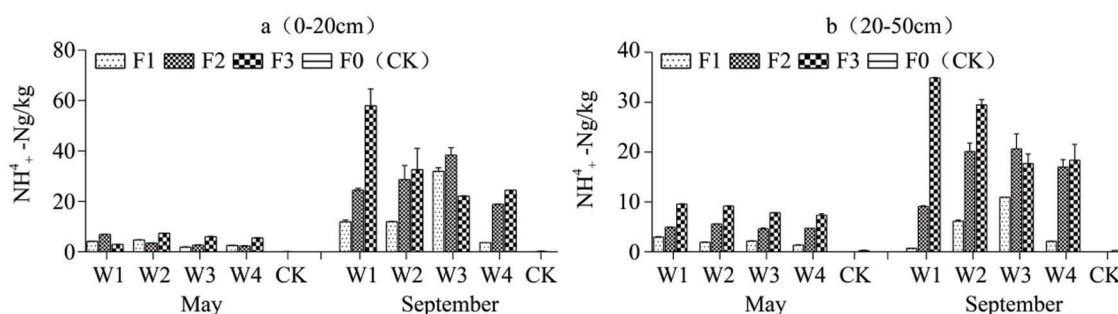 a（0-20cm）
80
60
40
20
0
NH⁴₊ -Ng/kg
F1 F2 F3 F0（CK）
W1 W2 W3 W4 CK W1 W2 W3 W4 CK
May September
b（20-50cm）
40
30
20
10
0
NH⁴₊ -Ng/kg
F1 F2 F3 F0（CK）
W1 W2 W3 W4 CK W1 W2 W3 W4 CK
May September